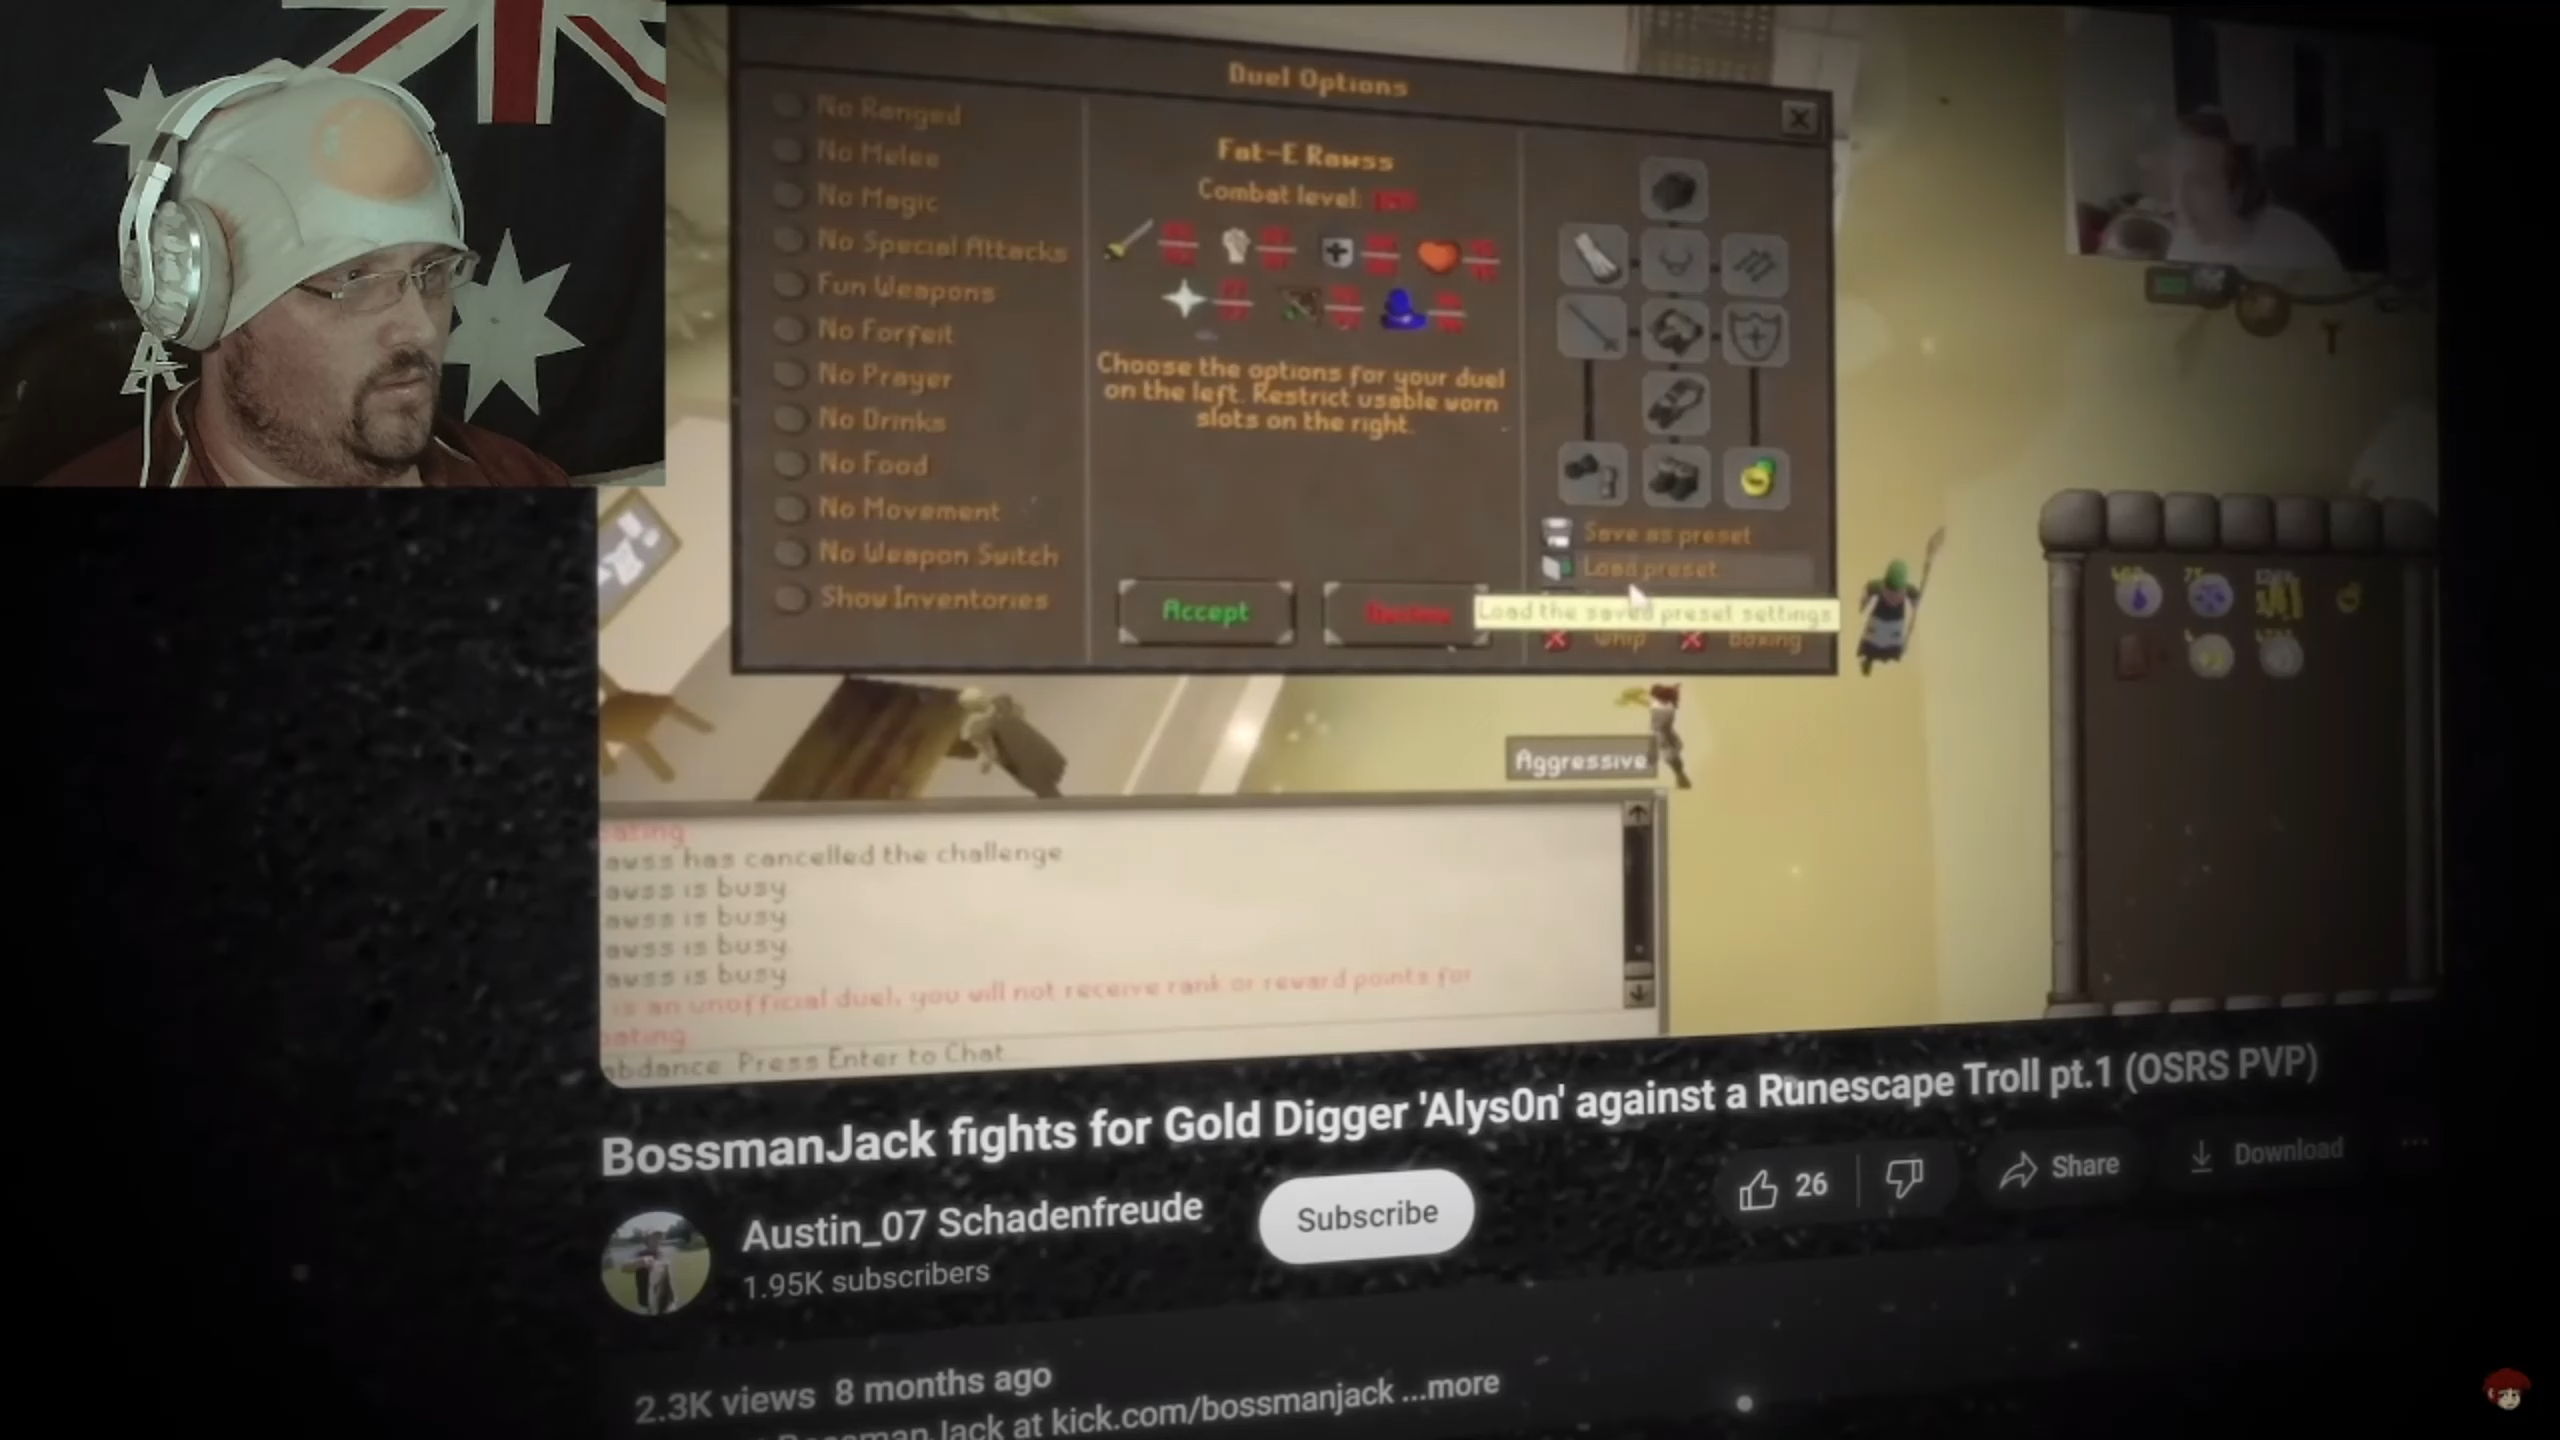 Duel Options
No Ranged
No Melee
No Magic
No Special Attacks
Fun Weapons
No Forfeit
No Prayer
No Drinks
No Food
No Movement
No Weapon Switch
Show Inventories
Fat-E Rawss
Combat level:
Choose the options for your duel
on the left. Restrict usable worn
slots on the right.
Accept
Decline
Save as preset
Load preset
Load the saved preset settings
Whip
Boxing
Aggressive
awss has cancelled the challenge
awss is busy
awss is busy
awss is busy
awss is busy
is an unofficial duel, you will not receive rank or reward points for
Press Enter to Chat
BossmanJack fights for Gold Digger 'Alys0n' against a Runescape Troll pt.1 (OSRS PVP)
Austin_07 Schadenfreude
1.95K subscribers
Subscribe
26
Share
Download
2.3K views 8 months ago
BossmanJack at kick.com/bossmanjack ...more